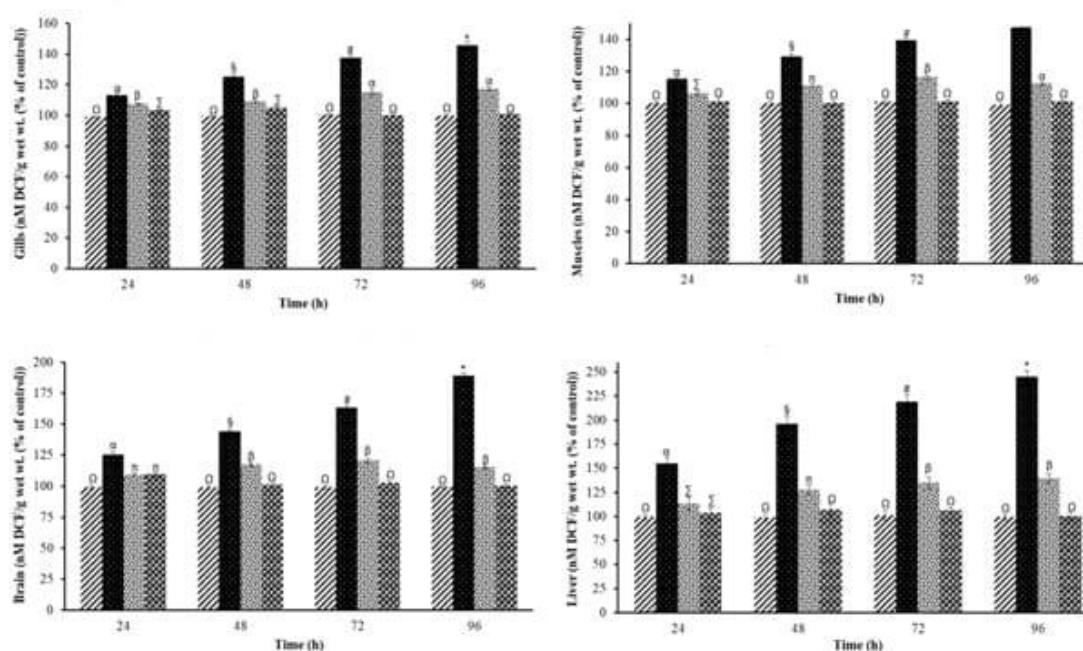 Gills (nM DCF/g wet wt. (% of control))
160
140
120
100
80
60
40
20
0
Ω α β Σ
Ω § β Σ
Ω # α Ω
Ω * α Ω
24 48 72 96
Time (h)
Muscles (nM DCF/g wet wt. (% of control))
140
120
100
80
60
40
20
0
Ω α Σ Ω
Ω § π Ω
Ω # β Ω
Ω α Ω
24 48 72 96
Time (h)
Brain (nM DCF/g wet wt. (% of control))
200
175
150
125
100
75
50
25
0
Ω α π π
Ω § β Ω
Ω # β Ω
Ω * β Ω
24 48 72 96
Time (h)
Liver (nM DCF/g wet wt. (% of control))
250
225
200
175
150
125
100
75
50
25
0
Ω α Σ Σ
Ω § π Ω
Ω # β Ω
Ω * β Ω
24 48 72 96
Time (h)